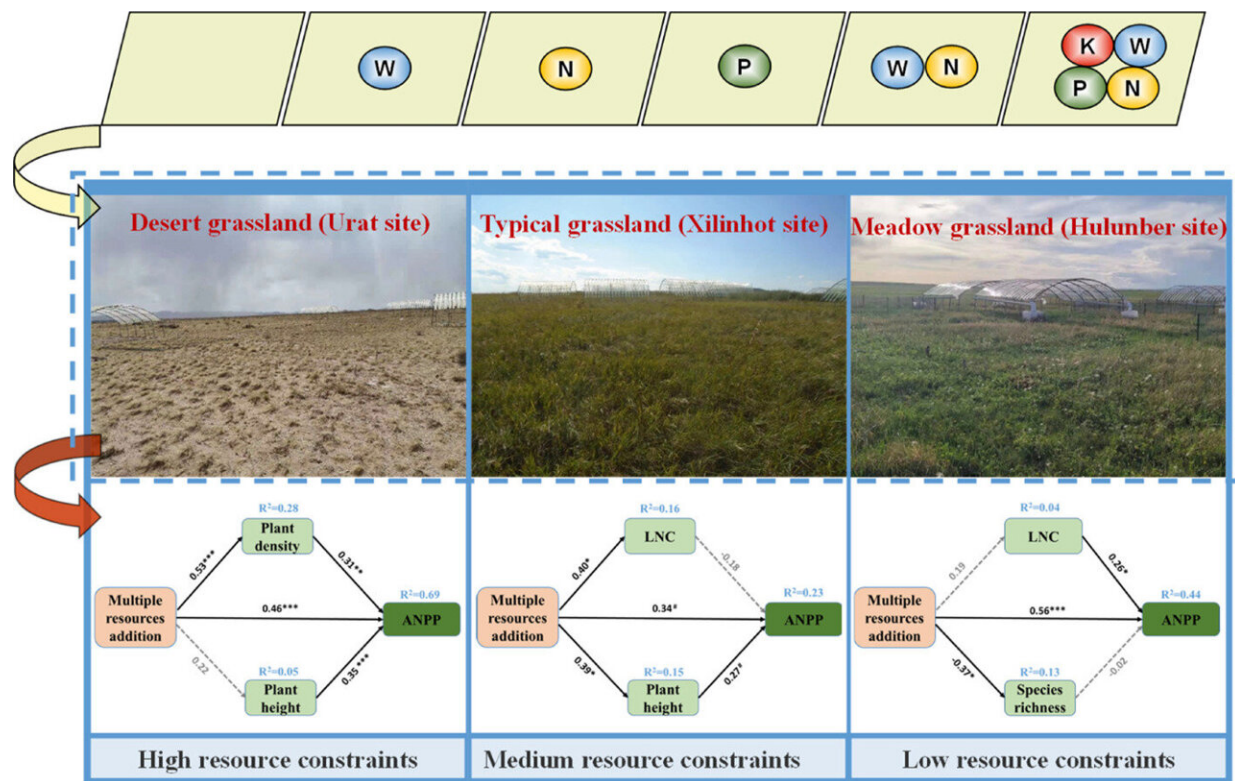 W
N
P
W N
K W
P N
Desert grassland (Urat site)
Typical grassland (Xilinhot site)
Meadow grassland (Hulunber site)
R²=0.28
Plant
density
0.53***
0.31**
R²=0.69
Multiple
resources
addition
0.46***
ANPP
0.22
0.35 ***
R²=0.05
Plant
height
High resource constraints
R²=0.16
LNC
0.40*
-0.18
R²=0.23
Multiple
resources
addition
0.34#
ANPP
0.39*
0.27#
R²=0.15
Plant
height
Medium resource constraints
R²=0.04
LNC
0.19
0.26*
R²=0.44
Multiple
resources
addition
0.56***
ANPP
-0.37*
-0.02
R²=0.13
Species
richness
Low resource constraints